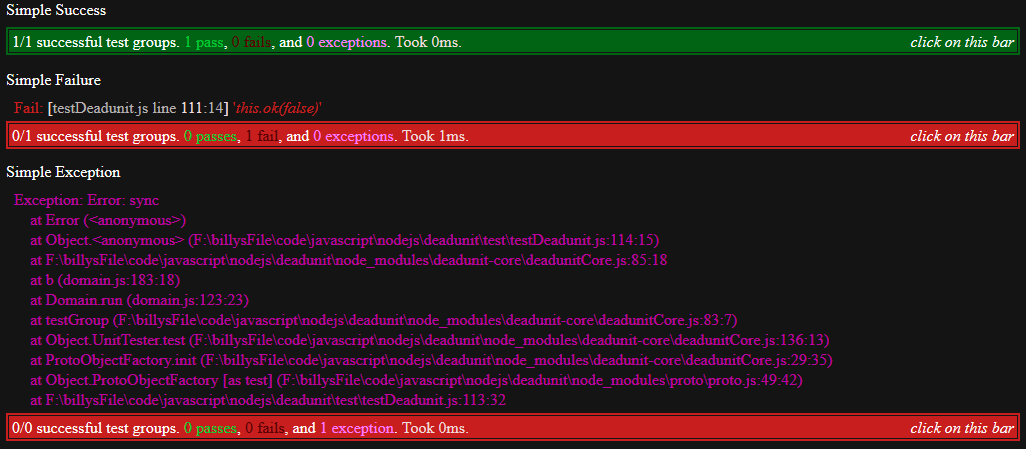 Simple Success
1/1 successful test groups. 1 pass, 0 fails, and 0 exceptions. Took 0ms. click on this bar
Simple Failure
Fail: [testDeadunit.js line 111:14] 'this.ok(false)'
0/1 successful test groups. 0 passes, 1 fail, and 0 exceptions. Took 1ms. click on this bar
Simple Exception
Exception: Error: sync
at Error (<anonymous>)
at Object.<anonymous> (F:\billysFile\code\javascript\nodejs\deadunit\test\testDeadunit.js:114:15)
at F:\billysFile\code\javascript\nodejs\deadunit\node_modules\deadunit-core\deadunitCore.js:85:18
at b (domain.js:183:18)
at Domain.run (domain.js:123:23)
at testGroup (F:\billysFile\code\javascript\nodejs\deadunit\node_modules\deadunit-core\deadunitCore.js:83:7)
at Object.UnitTester.test (F:\billysFile\code\javascript\nodejs\deadunit\node_modules\deadunit-core\deadunitCore.js:136:13)
at ProtoObjectFactory.init (F:\billysFile\code\javascript\nodejs\deadunit\node_modules\deadunit-core\deadunitCore.js:29:35)
at Object.ProtoObjectFactory [as test] (F:\billysFile\code\javascript\nodejs\deadunit\node_modules\proto\proto.js:49:42)
at F:\billysFile\code\javascript\nodejs\deadunit\test\testDeadunit.js:113:32
0/0 successful test groups. 0 passes, 0 fails, and 1 exception. Took 0ms. click on this bar